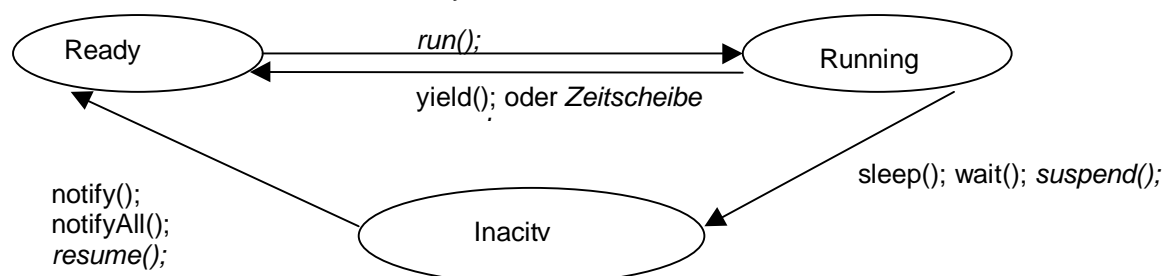 Ready
run();
Running
yield(); oder Zeitscheibe
sleep(); wait(); suspend();
notify();
notifyAll();
resume();
Inacitv